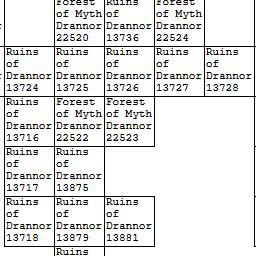 Forest Ruins Forest
of Myth of of Myth
Drannor Drannor Drannor
22520 13736 22524
Ruins Ruins Ruins Ruins Ruins
of of of of of
Drannor Drannor Drannor Drannor Drannor
13724 13725 13726 13727 13728
Ruins Forest Forest
of of Myth of Myth
Drannor Drannor Drannor
13716 22522 22523
Ruins Ruins
of of
Drannor Drannor
13717 13875
Ruins Ruins Ruins
of of of
Drannor Drannor Drannor
13718 13879 13881
Ruins